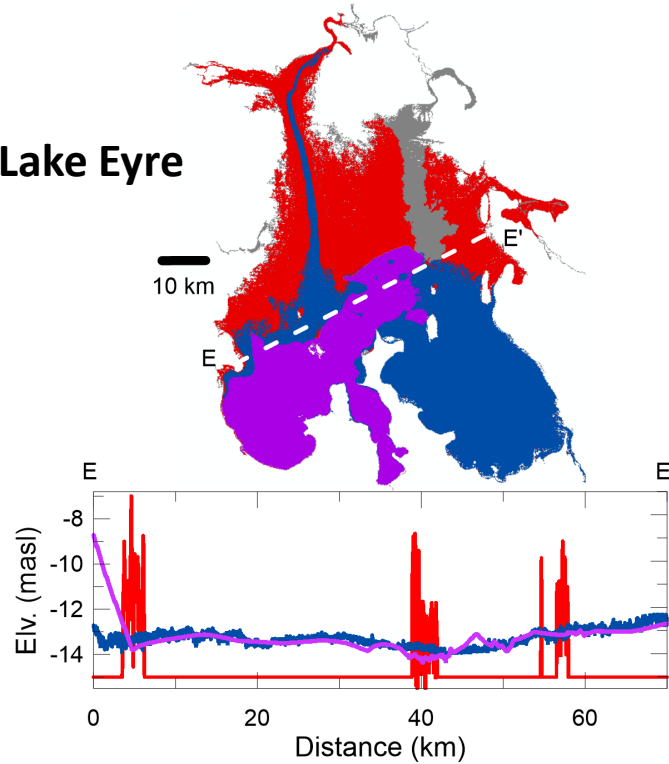 Lake Eyre
10 km
E'
E
E
E
-8
-10
-12
-14
Elv. (masl)
0
20
40
60
Distance (km)